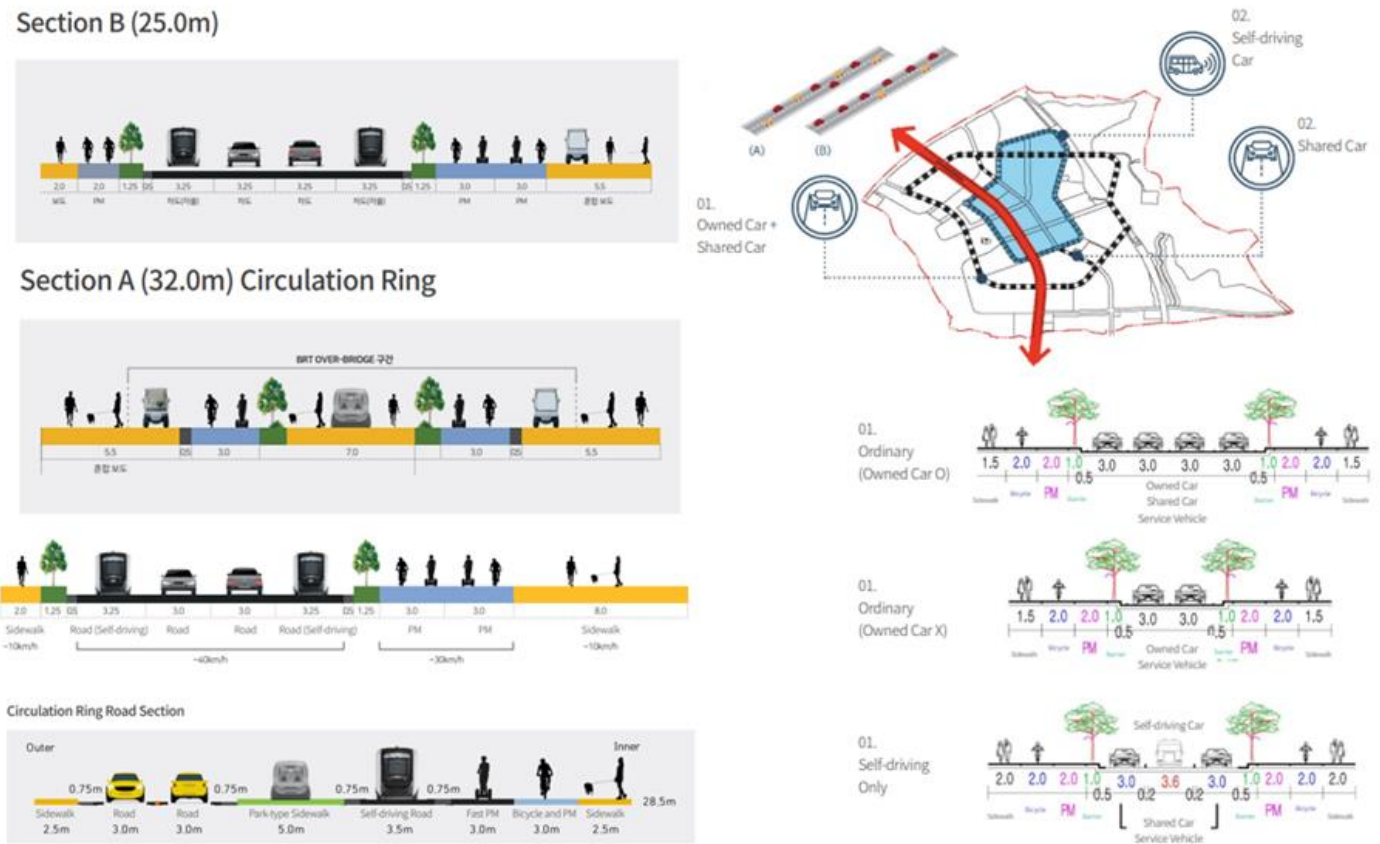 Section B (25.0m)
2.0 2.0 1.25 0.5 3.25 3.25 3.25 3.25 0.5 1.25 3.0 3.0 5.5
보도 PM 차도(자율) 차도 차도 차도(자율) PM PM 혼합 보도
Section A (32.0m) Circulation Ring
BRT OVER-BRIDGE 구간
5.5 0.5 3.0 7.0 3.0 0.5 5.5
혼합 보도
2.0 1.25 0.5 3.25 3.0 3.0 3.25 0.5 1.25 3.0 3.0 8.0
Sidewalk Road (Self-driving) Road Road Road (Self-driving) PM PM Sidewalk
~10km/h ~40km/h ~30km/h ~10km/h
Circulation Ring Road Section
Outer Inner
0.75m 0.75m 0.75m 0.75m 28.5m
Sidewalk Road Road Park-type Sidewalk Self-driving Road Fast PM Bicycle and PM Sidewalk
2.5m 3.0m 3.0m 5.0m 3.5m 3.0m 3.0m 2.5m
(A) (B)
02.
Self-driving
Car
02.
Shared Car
01.
Owned Car +
Shared Car
01.
Ordinary
(Owned Car O)
1.5 2.0 2.0 1.0 3.0 3.0 3.0 3.0 1.0 2.0 2.0 1.5
0.5 0.5
Sidewalk Bicycle PM Barrier Owned Car Barrier PM Bicycle Sidewalk
Shared Car
Service Vehicle
01.
Ordinary
(Owned Car X)
1.5 2.0 2.0 1.0 3.0 3.0 1.0 2.0 2.0 1.5
0.5 0.5
Sidewalk Bicycle PM Barrier Owned Car Barrier PM Bicycle Sidewalk
Service Vehicle
01.
Self-driving
Only
Self-driving Car
2.0 2.0 2.0 1.0 3.0 3.6 3.0 1.0 2.0 2.0 2.0
0.5 0.2 0.2 0.5
Sidewalk Bicycle PM Barrier Shared Car Barrier PM Bicycle Sidewalk
Service Vehicle